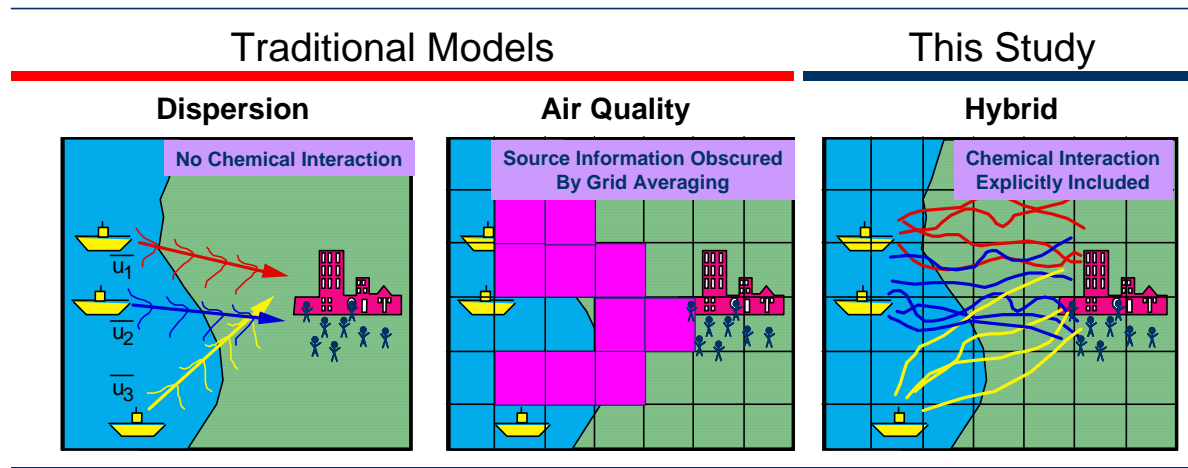 Traditional Models
This Study
Dispersion
Air Quality
Hybrid
No Chemical Interaction
Source Information Obscured
By Grid Averaging
Chemical Interaction
Explicitly Included
u1
u2
u3